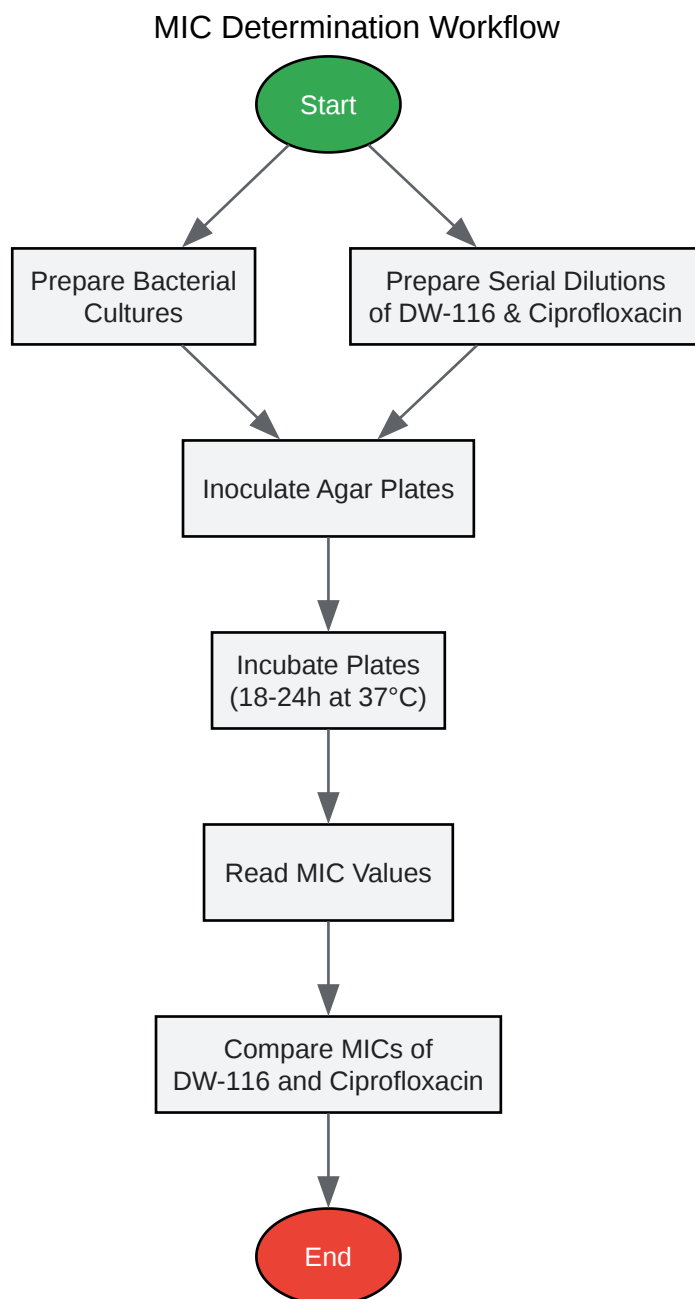 MIC Determination Workflow
Start
Prepare Bacterial
Cultures
Prepare Serial Dilutions
of DW-116 & Ciprofloxacin
Inoculate Agar Plates
Incubate Plates
(18-24h at 37°C)
Read MIC Values
Compare MICs of
DW-116 and Ciprofloxacin
End